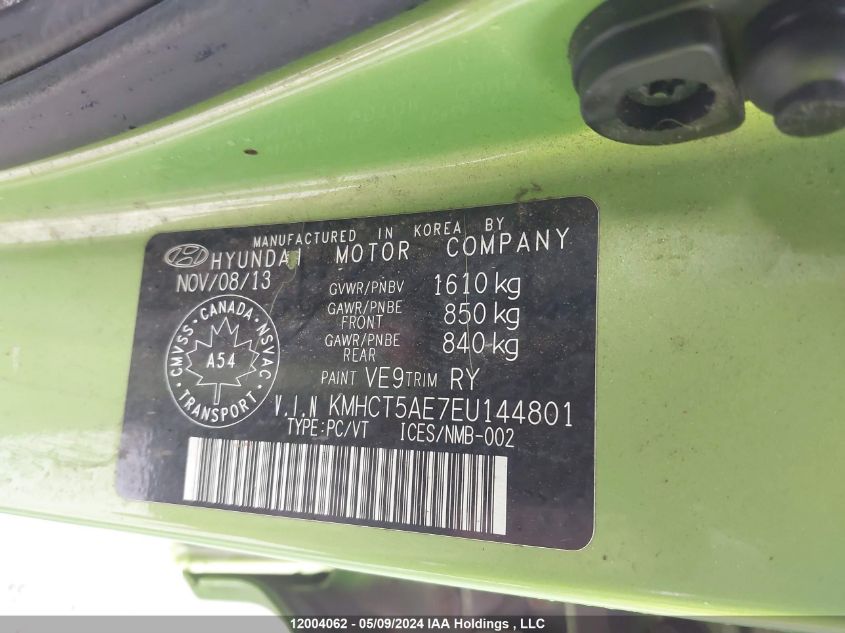 MANUFACTURED IN KOREA BY
HYUNDAI MOTOR COMPANY
NOV/08/13
GVWR/PNBV 1610 kg
GAWR/PNBE FRONT 850 kg
GAWR/PNBE REAR 840 kg
CMVSS · CANADA · NSVAC
A54
TRANSPORT
PAINT VE9 TRIM RY
V.I.N KMHCT5AE7EU144801
TYPE:PC/VT ICES/NMB-002
12004062 - 05/09/2024 IAA Holdings, LLC